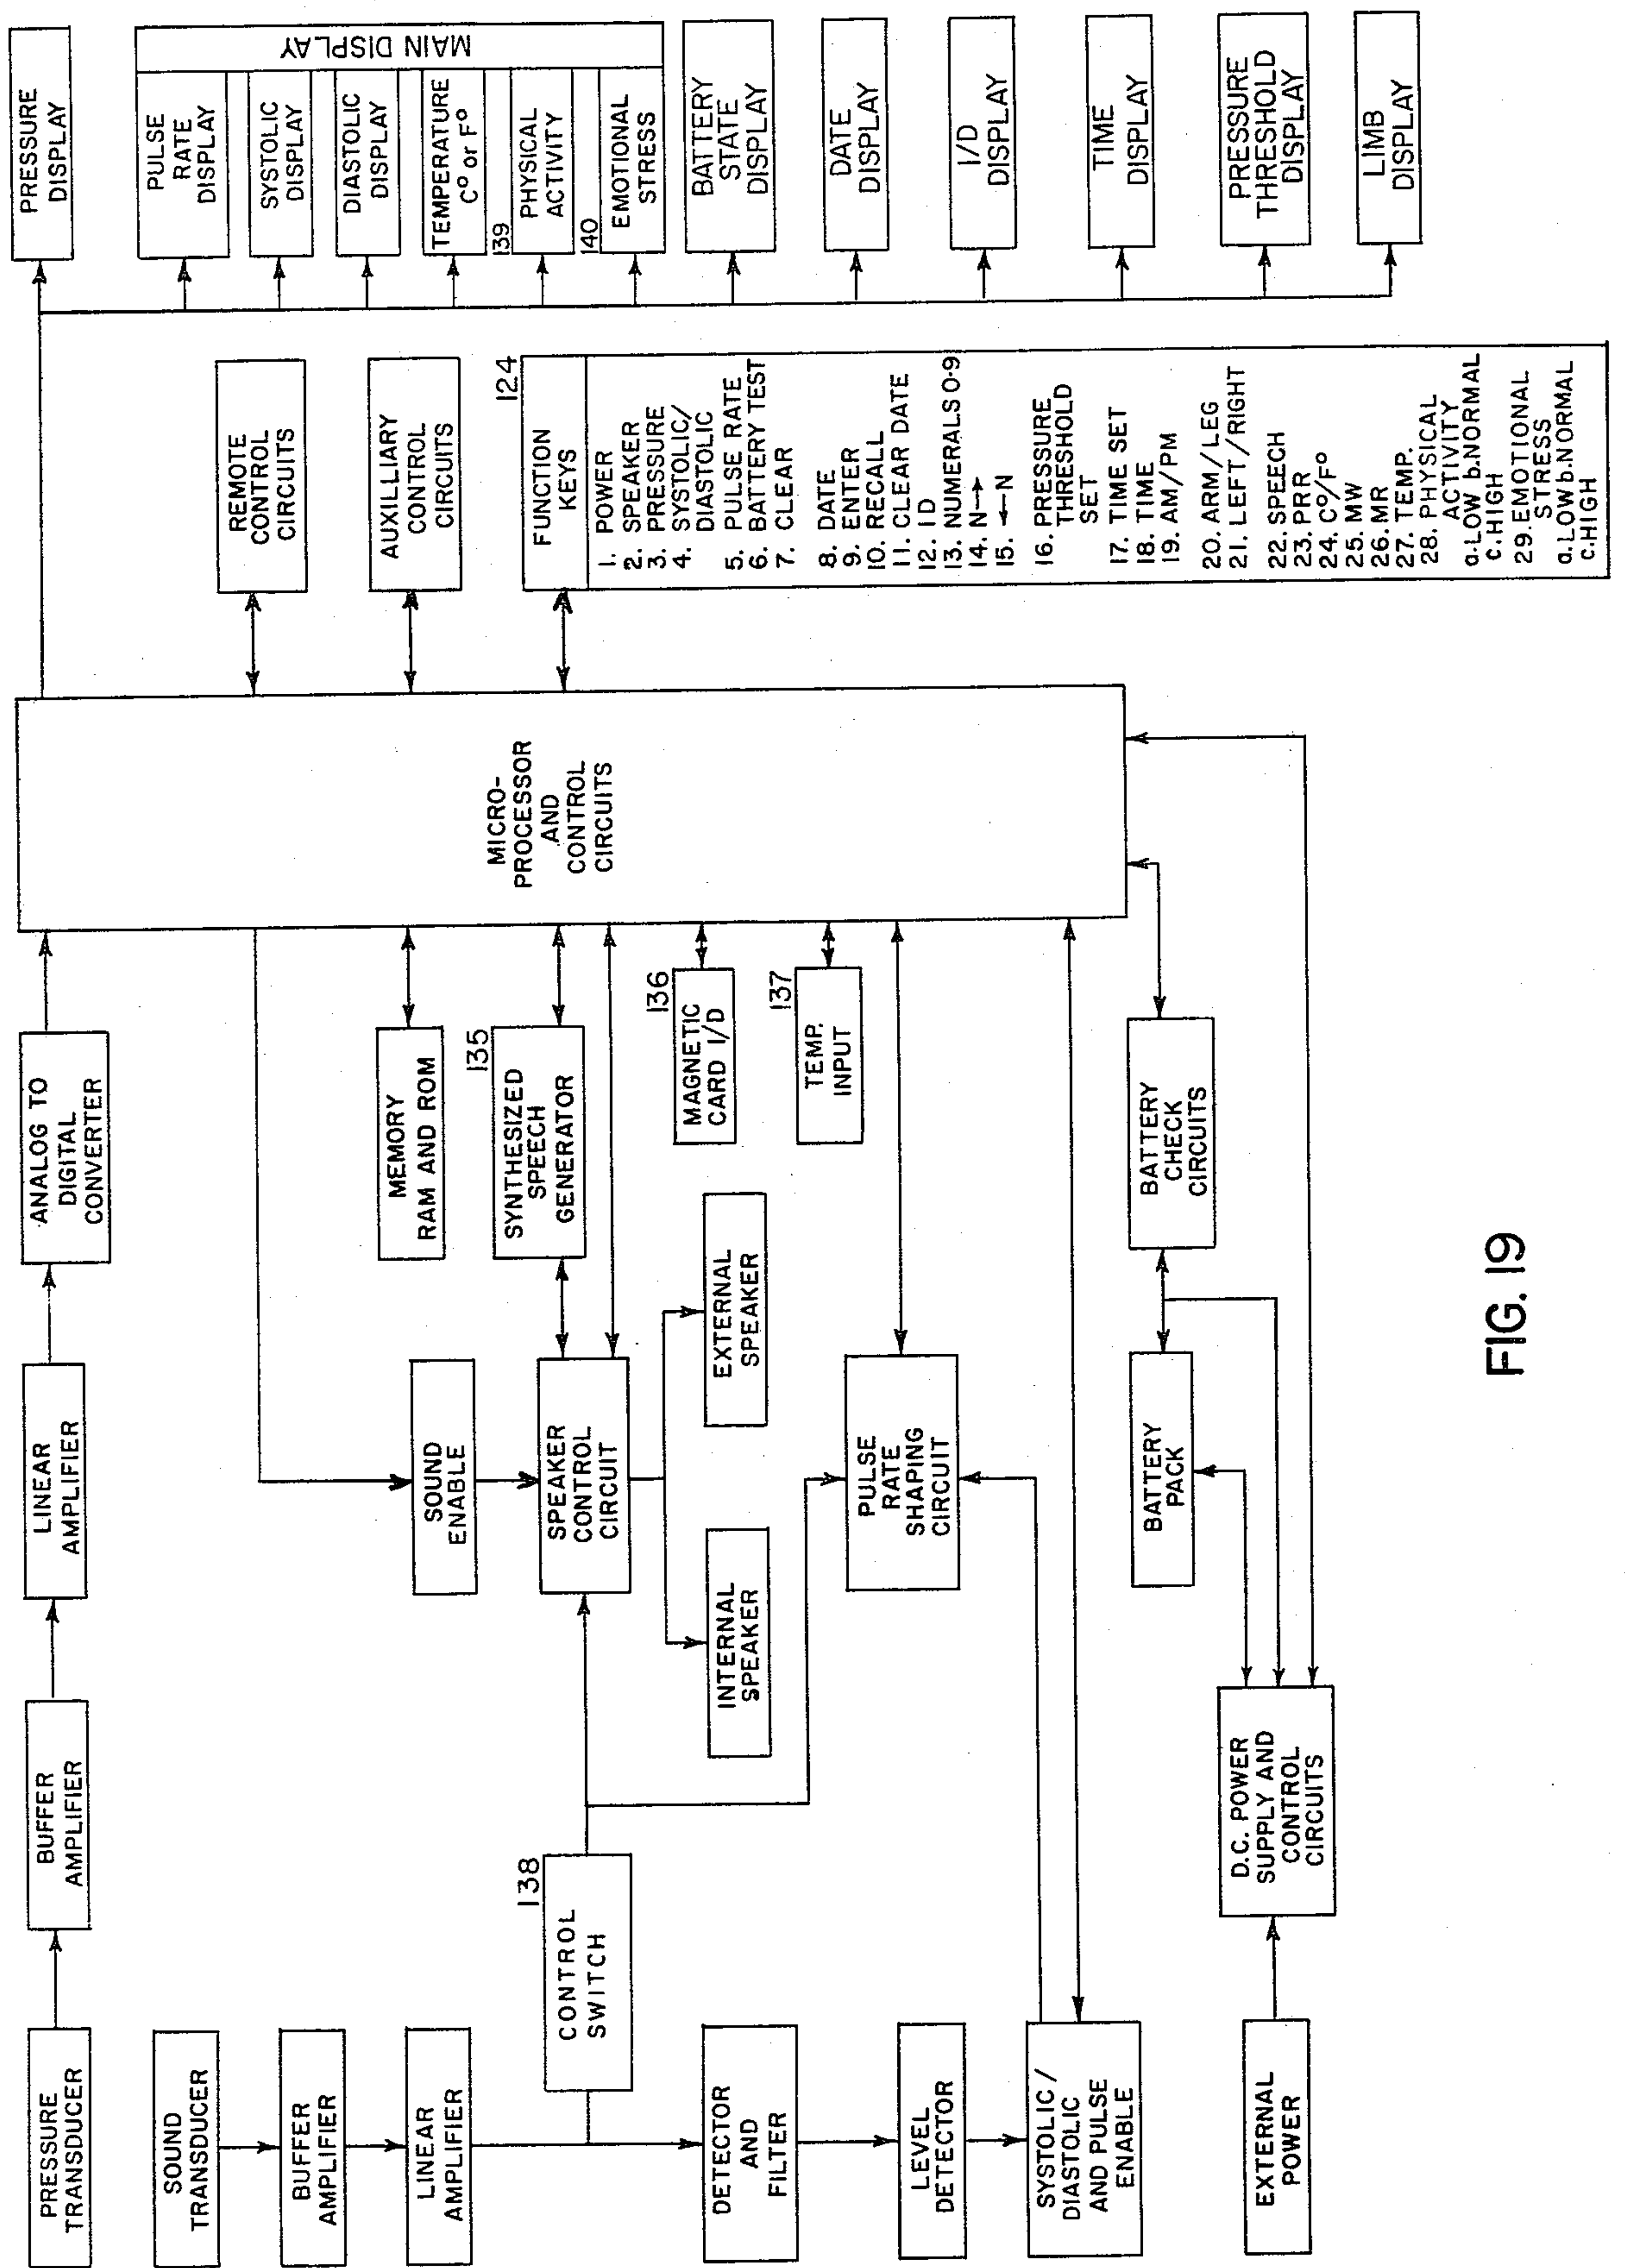 PRESSURE
TRANSDUCER
BUFFER
AMPLIFIER
LINEAR
AMPLIFIER
ANALOG TO
DIGITAL
CONVERTER
PRESSURE
DISPLAY
SOUND
TRANSDUCER
BUFFER
AMPLIFIER
LINEAR
AMPLIFIER
138
CONTROL
SWITCH
DETECTOR
AND
FILTER
LEVEL
DETECTOR
SYSTOLIC /
DIASTOLIC
AND PULSE
ENABLE
EXTERNAL
POWER
SOUND
ENABLE
SPEAKER
CONTROL
CIRCUIT
INTERNAL
SPEAKER
EXTERNAL
SPEAKER
PULSE
RATE
SHAPING
CIRCUIT
BATTERY
PACK
D.C. POWER
SUPPLY AND
CONTROL
CIRCUITS
MEMORY
RAM AND ROM
135
SYNTHESIZED
SPEECH
GENERATOR
136
MAGNETIC
CARD I/D
137
TEMP.
INPUT
BATTERY
CHECK
CIRCUITS
MICRO-
PROCESSOR
AND
CONTROL
CIRCUITS
REMOTE
CONTROL
CIRCUITS
AUXILLIARY
CONTROL
CIRCUITS
124
FUNCTION
KEYS
1. POWER
2. SPEAKER
3. PRESSURE
4. SYSTOLIC/
DIASTOLIC
5. PULSE RATE
6. BATTERY TEST
7. CLEAR
8. DATE
9. ENTER
10. RECALL
11. CLEAR DATE
12. ID
13. NUMERALS 0-9
14. N→
15. ←N
16. PRESSURE
THRESHOLD
SET
17. TIME SET
18. TIME
19. AM/PM
20. ARM/LEG
21. LEFT/RIGHT
22. SPEECH
23. PRR
24. C°/F°
25. MW
26. MR
27. TEMP.
28. PHYSICAL
ACTIVITY
a.LOW b.NORMAL
c.HIGH
29. EMOTIONAL
STRESS
a.LOW b.NORMAL
c.HIGH
MAIN DISPLAY
PULSE
RATE
DISPLAY
SYSTOLIC
DISPLAY
DIASTOLIC
DISPLAY
TEMPERATURE
C° or F°
139
PHYSICAL
ACTIVITY
140
EMOTIONAL
STRESS
BATTERY
STATE
DISPLAY
DATE
DISPLAY
I/D
DISPLAY
TIME
DISPLAY
PRESSURE
THRESHOLD
DISPLAY
LIMB
DISPLAY
FIG. 19